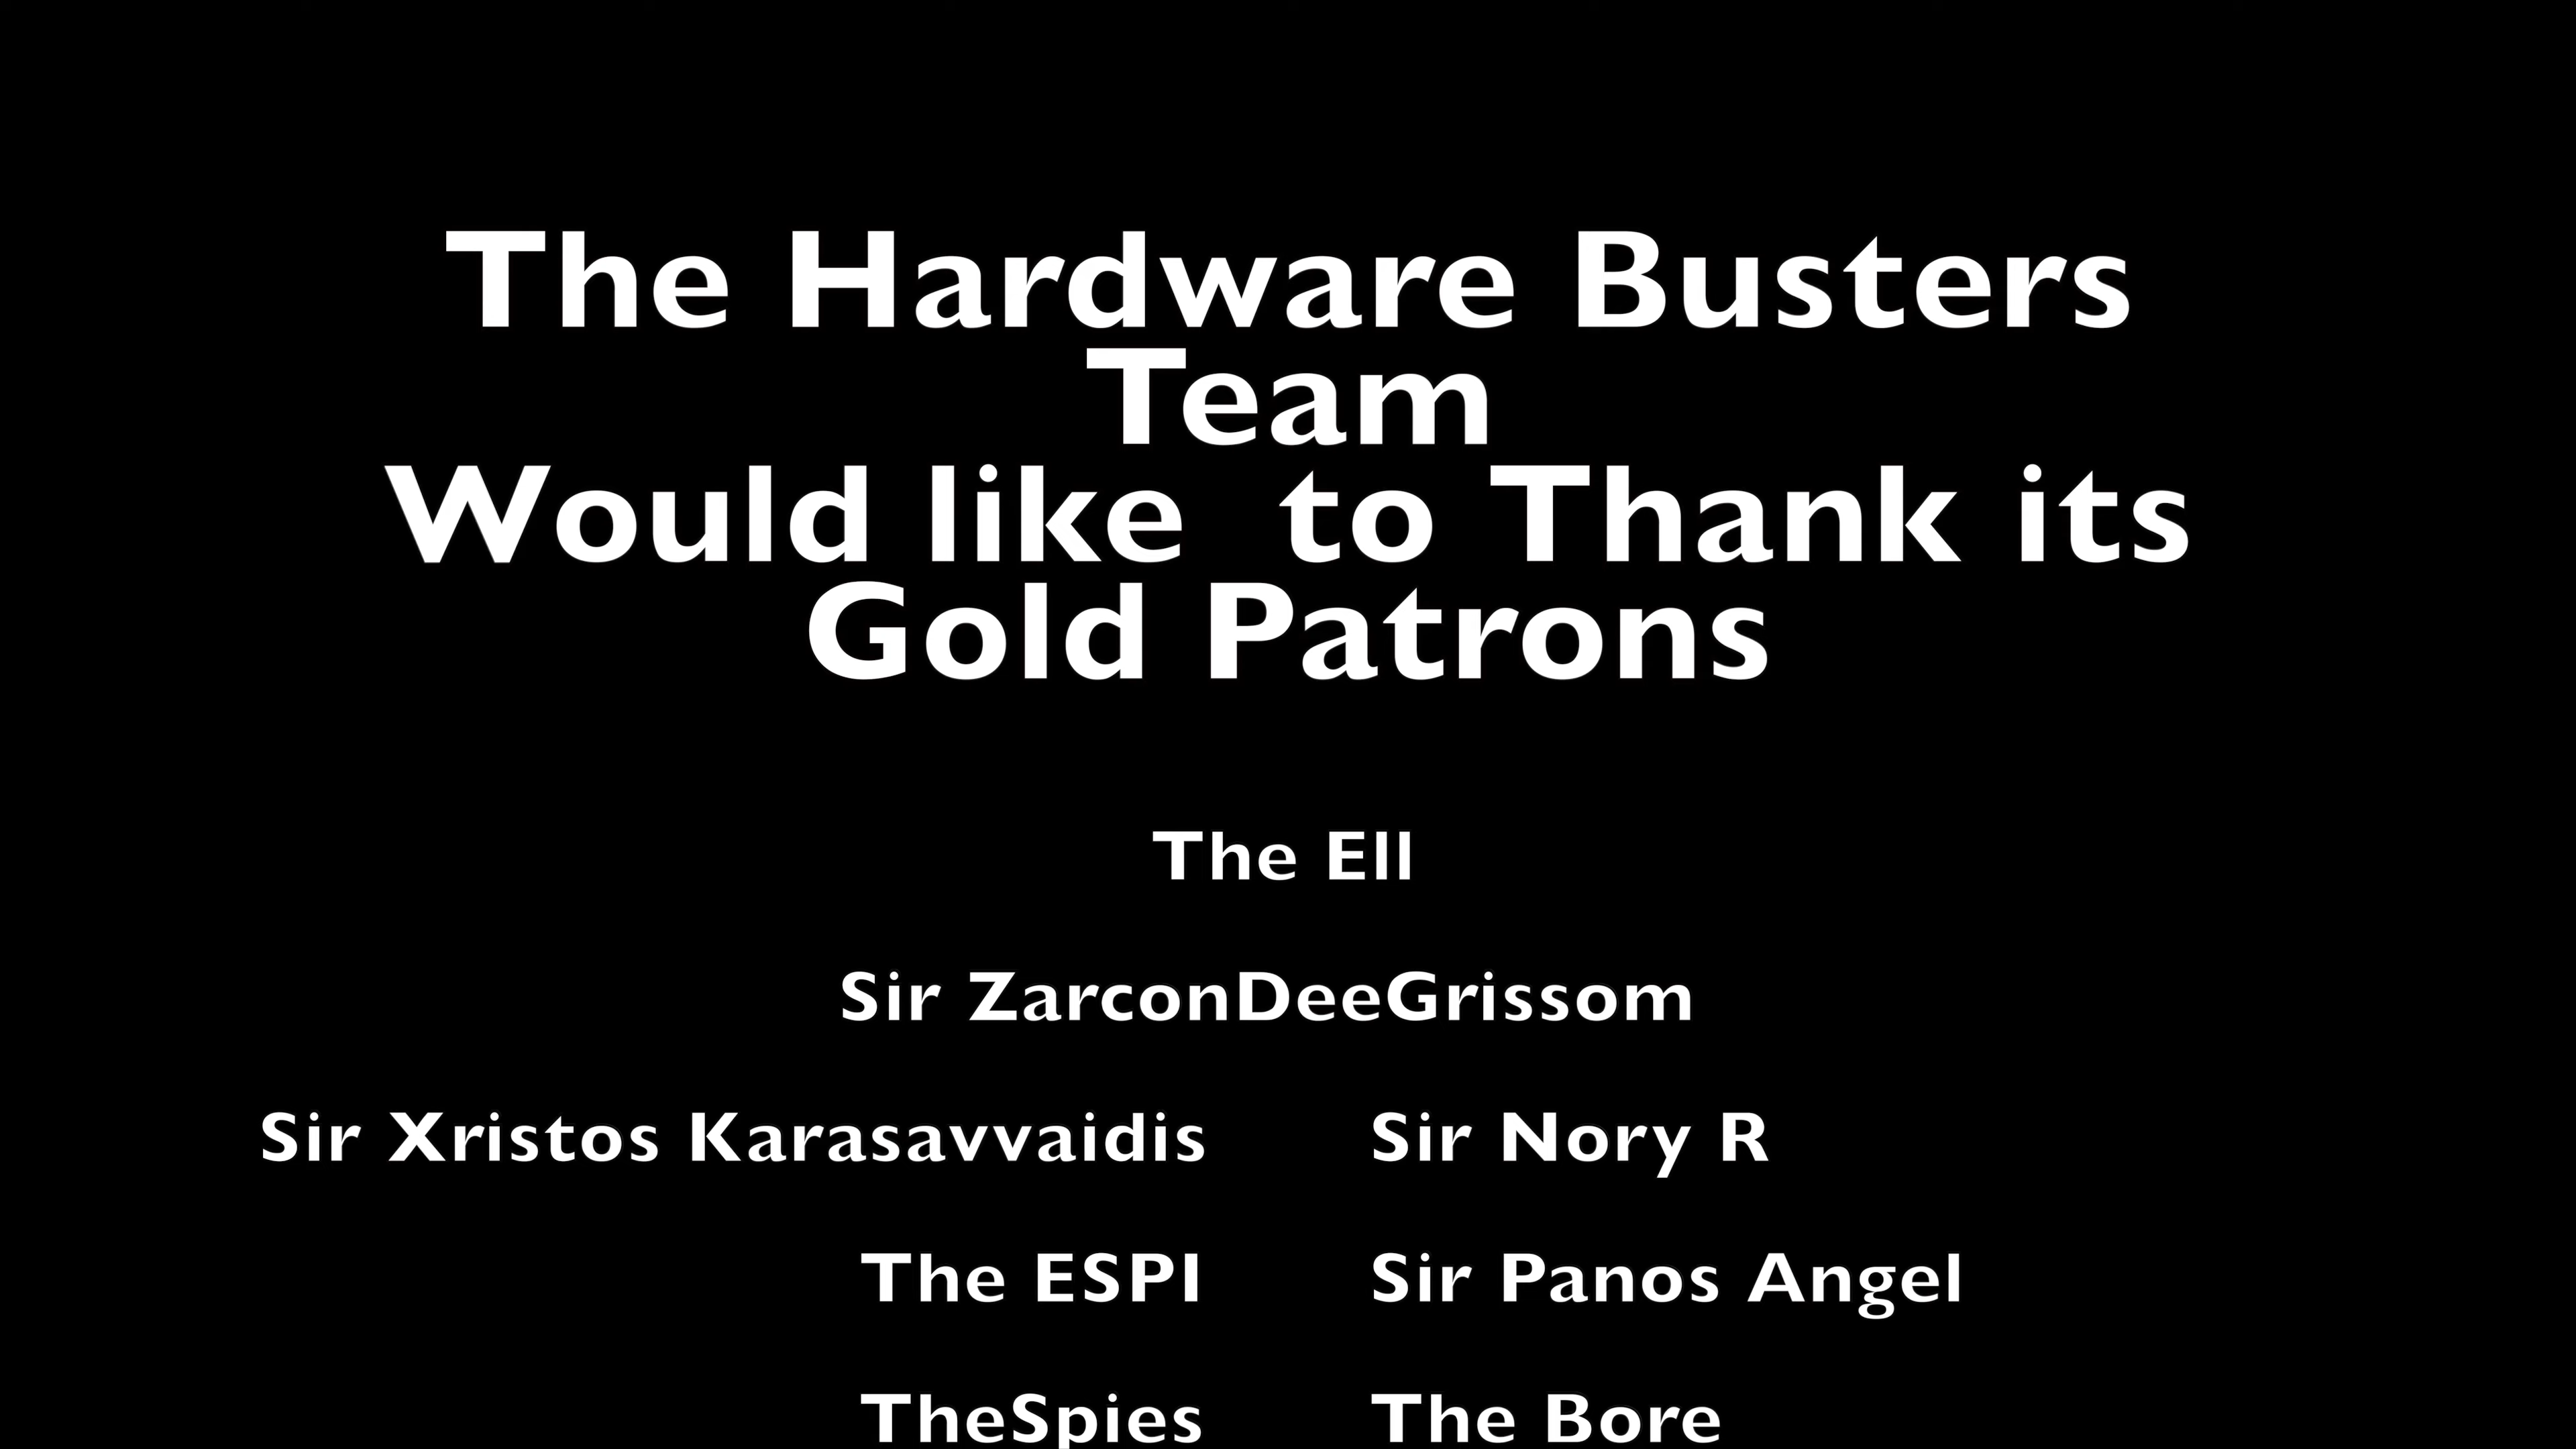 The Hardware Busters
Team
Would like  to Thank its
Gold Patrons
The Ell
Sir ZarconDeeGrissom
Sir Xristos Karasavvaidis Sir Nory R
The ESPI Sir Panos Angel
TheSpies The Bore